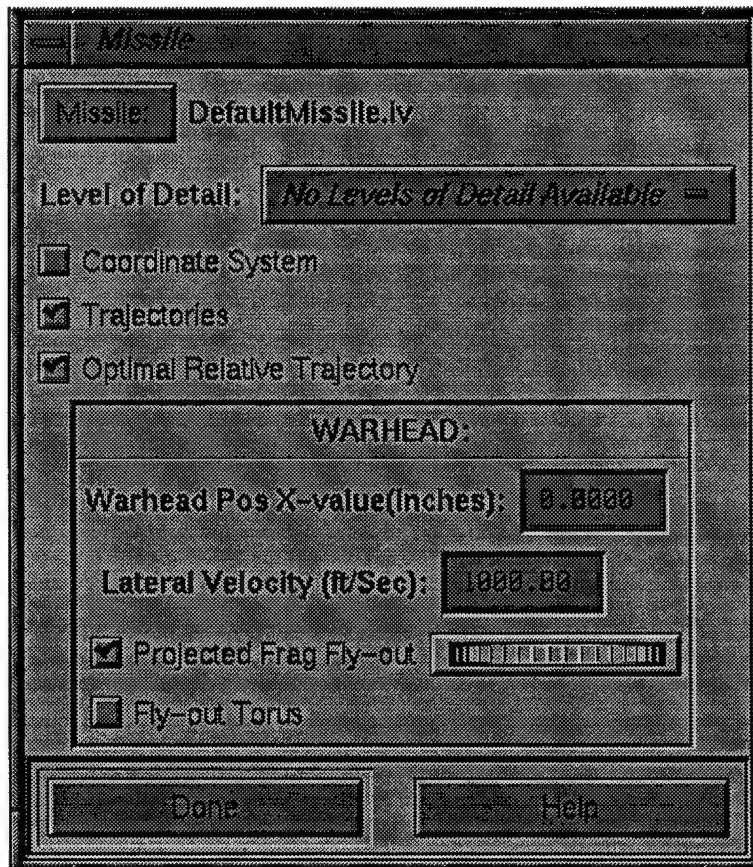 Missile
Missile: DefaultMissile.iv
Level of Detail: No Levels of Detail Available
Coordinate System
Trajectories
Optimal Relative Trajectory
WARHEAD:
Warhead Pos X-value(inches): 0.0000
Lateral Velocity (ft/Sec): 1000.00
Projected Frag Fly-out
Fly-out Torus
Done Help